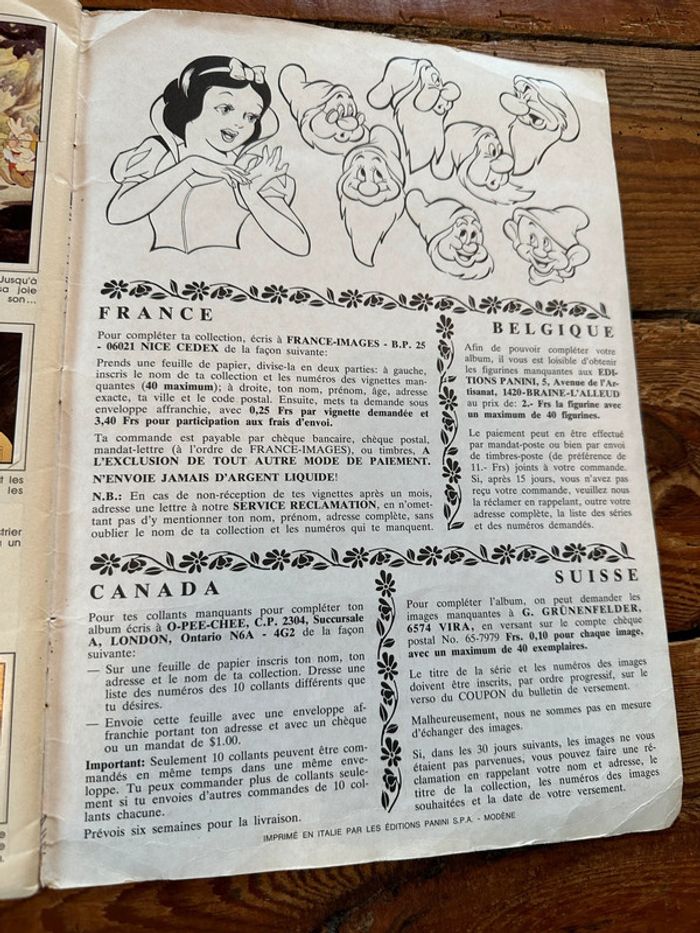 Jusqu'à
sa joie
son...
FRANCE
Pour compléter ta collection, écris à FRANCE-IMAGES - B.P. 25
- 06021 NICE CEDEX de la façon suivante:
Prends une feuille de papier, divise-la en deux parties: à gauche,
inscris le nom de ta collection et les numéros des vignettes man-
quantes (40 maximum); à droite, ton nom, prénom, âge, adresse
exacte, ta ville et le code postal. Ensuite, mets ta demande sous
enveloppe affranchie, avec 0,25 Frs par vignette demandée et
3,40 Frs pour participation aux frais d'envoi.
Ta commande est payable par chèque bancaire, chèque postal,
mandat-lettre (à l'ordre de FRANCE-IMAGES), ou timbres, A
L'EXCLUSION DE TOUT AUTRE MODE DE PAIEMENT.
N'ENVOIE JAMAIS D'ARGENT LIQUIDE!
N.B.: En cas de non-réception de tes vignettes après un mois,
adresse une lettre à notre SERVICE RECLAMATION, en n'omet-
tant pas d'y mentionner ton nom, prénom, adresse complète, sans
oublier le nom de ta collection et les numéros qui te manquent.
BELGIQUE
Afin de pouvoir compléter votre
album, il vous est loisible d'obtenir
les figurines manquantes aux EDI-
TIONS PANINI, 5, Avenue de l'Ar-
tisanat, 1420-BRAINE-L'ALLEUD
au prix de: 2.- Frs la figurine avec
un maximum de 40 figurines.
Le paiement peut en être effectué
par mandat-poste ou bien par envoi
de timbres-poste (de préférence de
11.- Frs) joints à votre commande.
Si, après 15 jours, vous n'avez pas
reçu votre commande, veuillez nous
la réclamer en rappelant, outre votre
adresse complète, la liste des séries
et des numéros demandés.
CANADA
Pour tes collants manquants pour compléter ton
album écris à O-PEE-CHEE, C.P. 2304, Succursale
A, LONDON, Ontario N6A - 4G2 de la façon
suivante:
— Sur une feuille de papier inscris ton nom, ton
adresse et le nom de ta collection. Dresse une
liste des numéros des 10 collants différents que
tu désires.
— Envoie cette feuille avec une enveloppe af-
franchie portant ton adresse et avec un chèque
ou un mandat de $1.00.
Important: Seulement 10 collants peuvent être com-
mandés en même temps dans une même enve-
loppe. Tu peux commander plus de collants seule-
ment si tu envoies d'autres commandes de 10 col-
lants chacune.
Prévois six semaines pour la livraison.
SUISSE
Pour compléter l'album, on peut demander les
images manquantes à G. GRÜNENFELDER,
6574 VIRA, en versant sur le compte chèque
postal No. 65-7979 Frs. 0,10 pour chaque image,
avec un maximum de 40 exemplaires.
Le titre de la série et les numéros des images
doivent être inscrits, par ordre progressif, sur le
verso du COUPON du bulletin de versement.
Malheureusement, nous ne sommes pas en mesure
d'échanger des images.
Si, dans les 30 jours suivants, les images ne vous
étaient pas parvenues, vous pouvez faire une ré-
clamation en rappelant votre nom et adresse, le
titre de la collection, les numéros des images
souhaitées et la date de votre versement.
IMPRIMÉ EN ITALIE PAR LES ÉDITIONS PANINI S.P.A. - MODÈNE